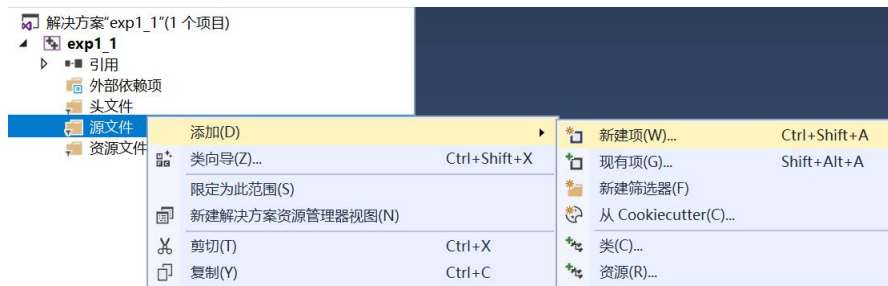 解决方案"exp1_1"(1 个项目)
exp1_1
引用
外部依赖项
头文件
源文件
资源文件
添加(D)
类向导(Z)... Ctrl+Shift+X
限定为此范围(S)
新建解决方案资源管理器视图(N)
剪切(T) Ctrl+X
复制(Y) Ctrl+C
新建项(W)... Ctrl+Shift+A
现有项(G)... Shift+Alt+A
新建筛选器(F)
从 Cookiecutter(C)...
类(C)...
资源(R)...